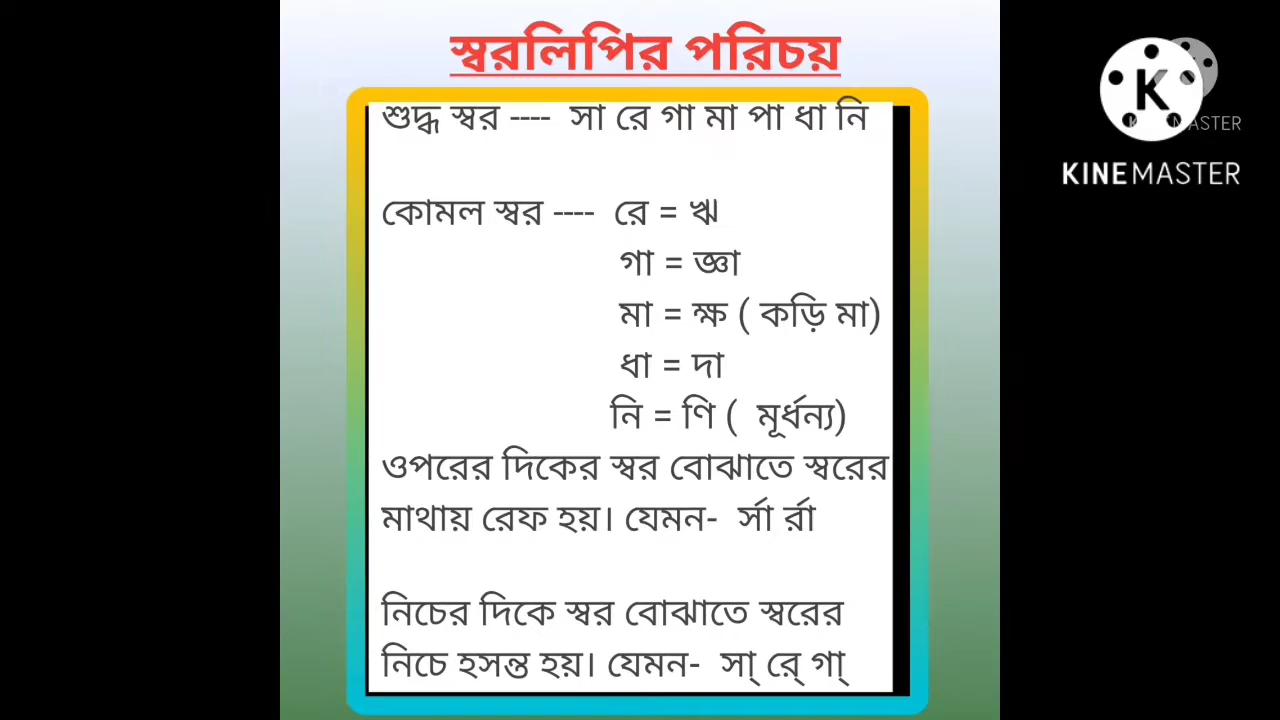 স্বরলিপির পরিচয়
শুদ্ধ স্বর ---- সা রে গা মা পা ধা নি
কোমল স্বর ---- রে = ঋ
গা = জ্ঞা
মা = ক্ষ ( কড়ি মা)
ধা = দা
নি = ণি ( মূর্ধন্য)
ওপরের দিকের স্বর বোঝাতে স্বরের
মাথায় রেফ হয়। যেমন- র্সা র্রা
নিচের দিকে স্বর বোঝাতে স্বরের
নিচে হসন্ত হয়। যেমন- সা্ রে্ গা্
K
MASTER
KINEMASTER